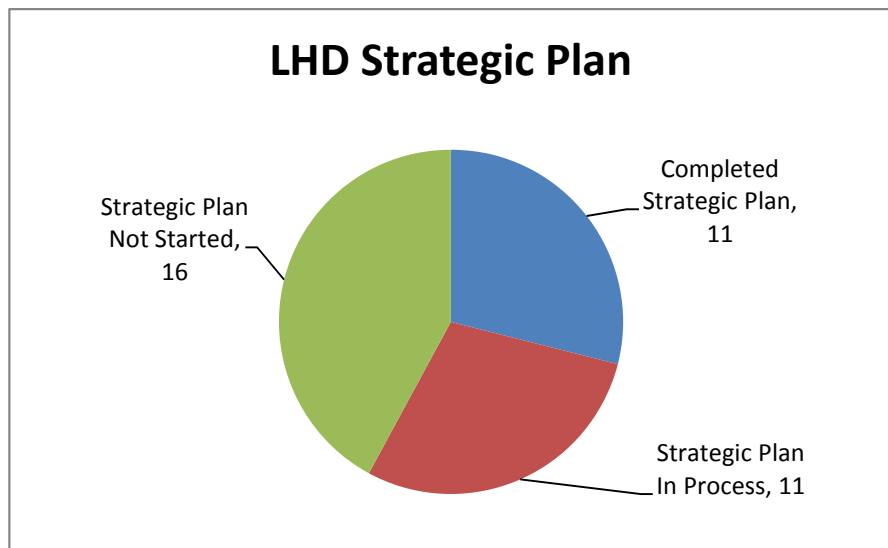 LHD Strategic Plan
Completed
Strategic Plan,
11
Strategic Plan
Not Started,
16
Strategic Plan
In Process, 11